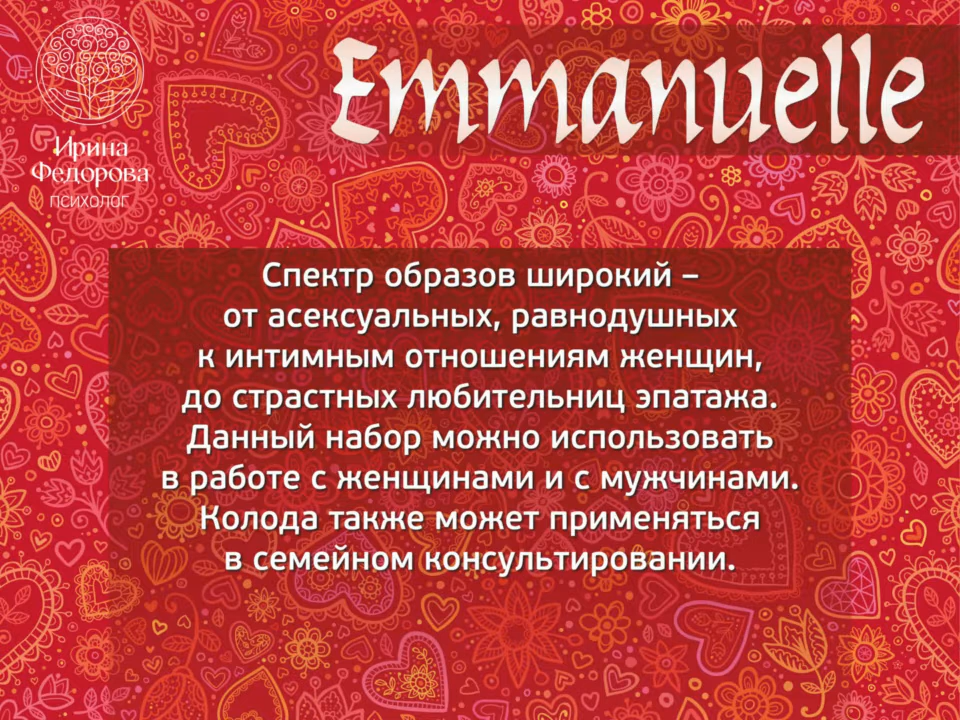 Ирина
Федорова
психолог
Emmanuelle
Спектр образов широкий –
от асексуальных, равнодушных
к интимным отношениям женщин,
до страстных любительниц эпатажа.
Данный набор можно использовать
в работе с женщинами и с мужчинами.
Колода также может применяться
в семейном консультировании.